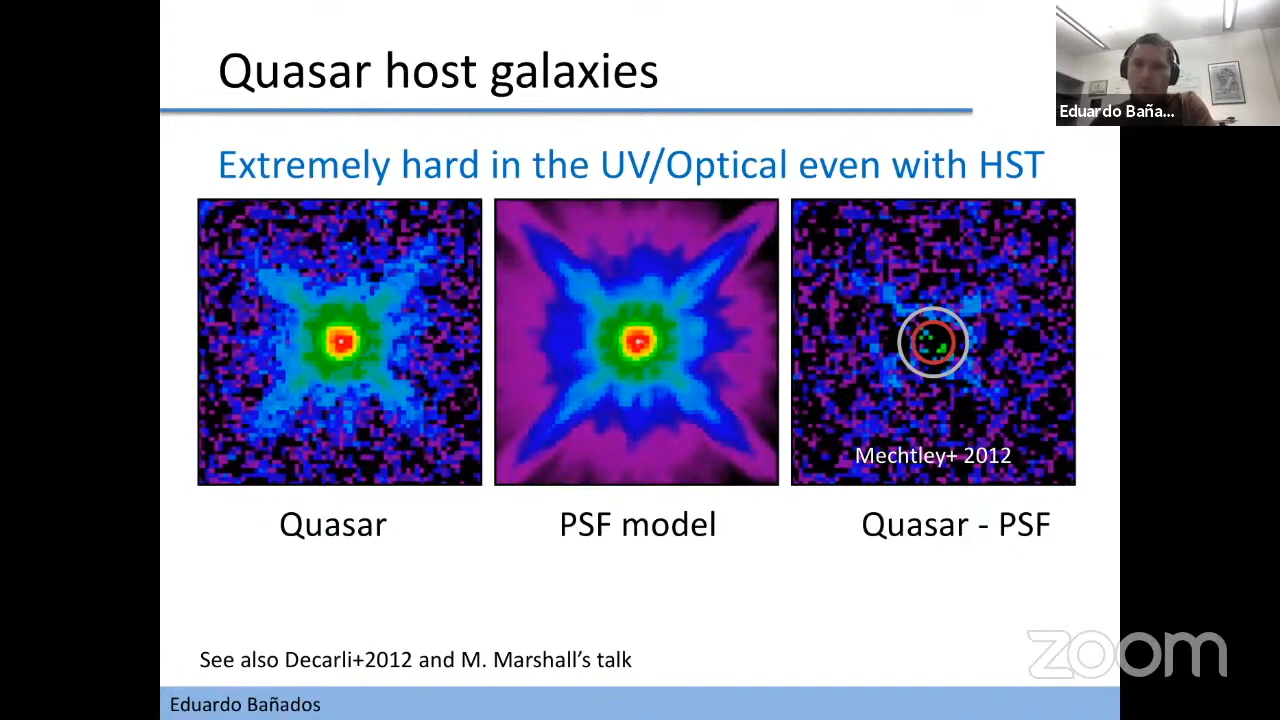 Quasar host galaxies
Eduardo Baña...
Extremely hard in the UV/Optical even with HST
Mechtley+ 2012
Quasar
PSF model
Quasar - PSF
See also Decarli+2012 and M. Marshall's talk
zoom
Eduardo Bañados